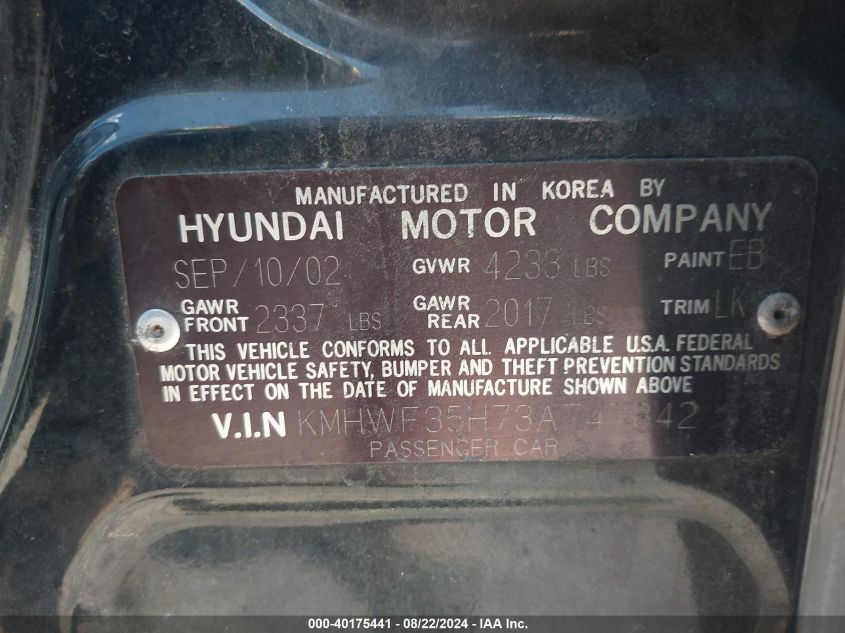 MANUFACTURED IN KOREA BY
HYUNDAI MOTOR COMPANY
SEP/10/02 GVWR 4233 LBS PAINT EB
GAWR FRONT 2337 LBS GAWR REAR 2017 LBS TRIM LK
THIS VEHICLE CONFORMS TO ALL APPLICABLE U.S.A. FEDERAL
MOTOR VEHICLE SAFETY, BUMPER AND THEFT PREVENTION STANDARDS
IN EFFECT ON THE DATE OF MANUFACTURE SHOWN ABOVE
V.I.N
PASSENGER CAR
000-40175441 - 08/22/2024 - IAA Inc.